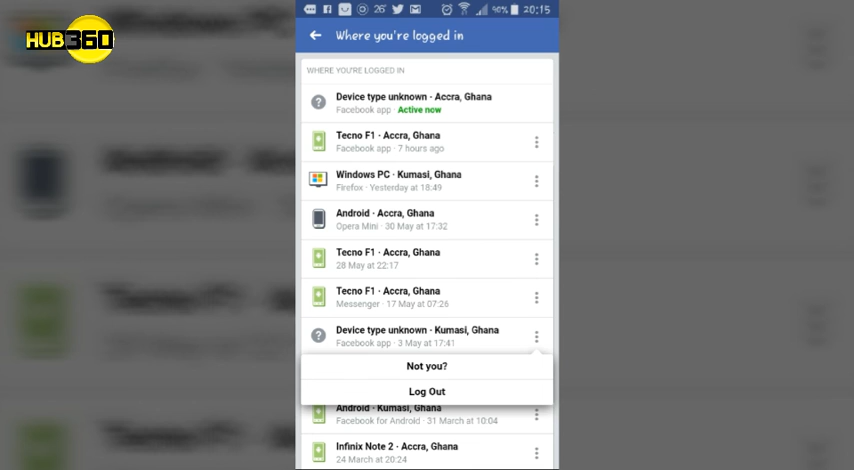 HUB360
26°
90%
20:15
Where you're logged in
WHERE YOU'RE LOGGED IN
Device type unknown · Accra, Ghana
Facebook app · Active now
Tecno F1 · Accra, Ghana
Facebook app · 7 hours ago
Windows PC · Kumasi, Ghana
Firefox · Yesterday at 18:49
Android · Accra, Ghana
Opera Mini · 30 May at 17:32
Tecno F1 · Accra, Ghana
28 May at 22:17
Tecno F1 · Accra, Ghana
Messenger · 17 May at 07:26
Device type unknown · Kumasi, Ghana
Facebook app · 3 May at 17:41
Not you?
Log Out
Android · Kumasi, Ghana
Facebook for Android · 31 March at 10:04
Infinix Note 2 · Accra, Ghana
24 March at 20:24